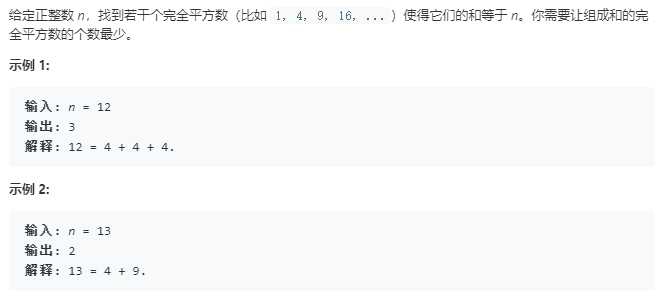 给定正整数 n，找到若干个完全平方数（比如 1, 4, 9, 16, ...）使得它们的和等于 n。你需要让组成和的完
全平方数的个数最少。
示例 1:
输入: n = 12
输出: 3
解释: 12 = 4 + 4 + 4.
示例 2:
输入: n = 13
输出: 2
解释: 13 = 4 + 9.